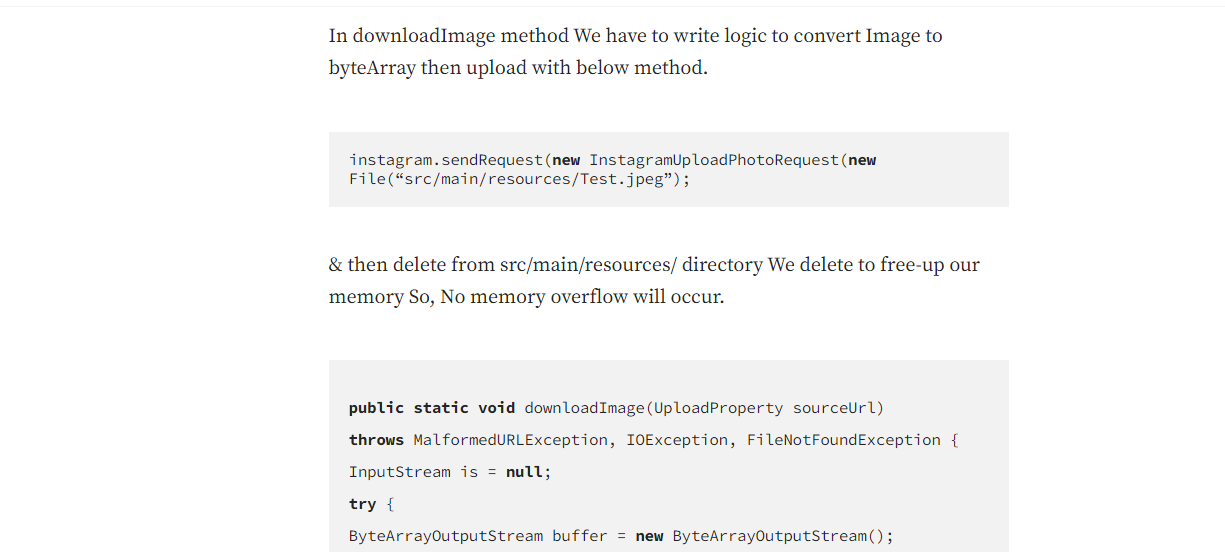 In downloadImage method We have to write logic to convert Image to
byteArray then upload with below method.
instagram.sendRequest(new InstagramUploadPhotoRequest(new
File(“src/main/resources/Test.jpeg”);
& then delete from src/main/resources/ directory We delete to free-up our
memory So, No memory overflow will occur.
public static void downloadImage(UploadProperty sourceUrl)
throws MalformedURLException, IOException, FileNotFoundException {
InputStream is = null;
try {
ByteArrayOutputStream buffer = new ByteArrayOutputStream();